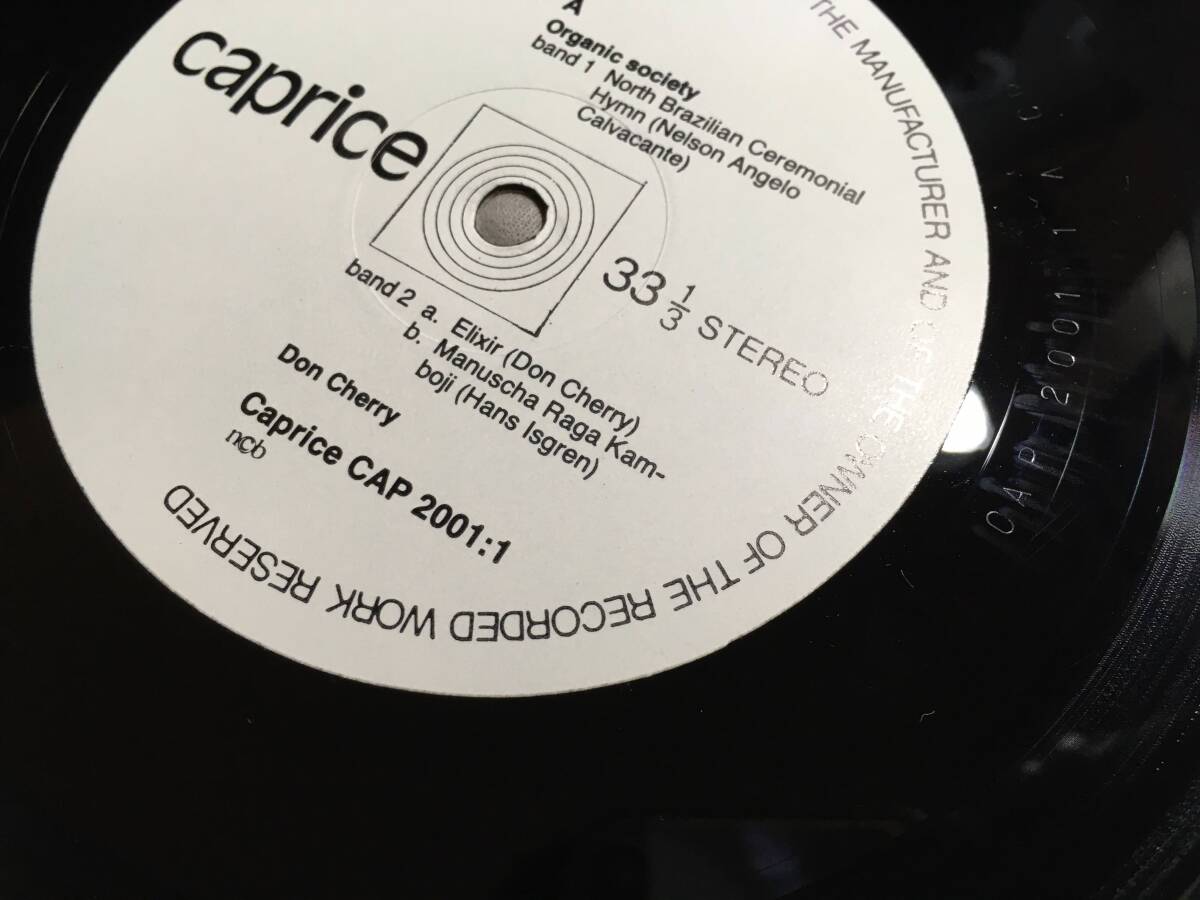 caprice
A
Organic society
band 1 North Brazilian Ceremonial
Hymn (Nelson Angelo
Calvacante)
33 1/3 STEREO
band 2 a. Elixir (Don Cherry)
b. Manuscha Raga Kam-
boji (Hans Isgren)
Don Cherry
Caprice CAP 2001:1
ncb
THE MANUFACTURER AND OF THE OWNER OF THE RECORDED WORK RESERVED
CAP 2001